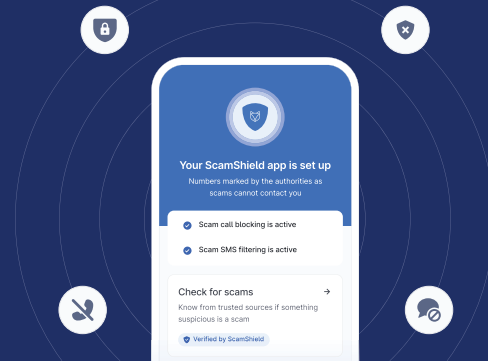 Your ScamShield app is set up
Numbers marked by the authorities as
scams cannot contact you
Scam call blocking is active
Scam SMS filtering is active
Check for scams
Know from trusted sources if something
suspicious is a scam
Verified by ScamShield